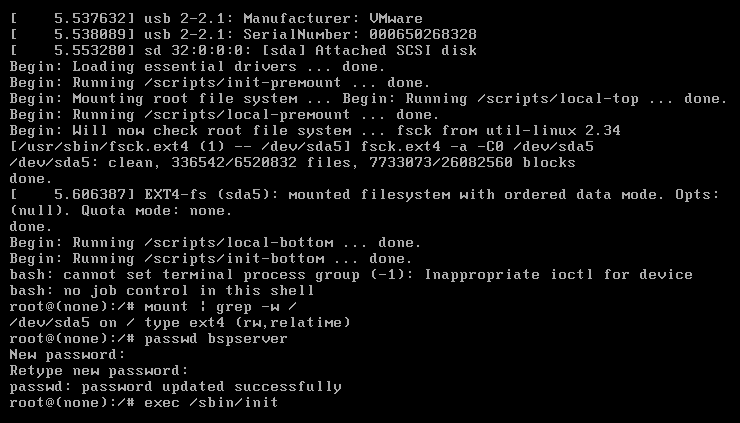 [    5.537632] usb 2-2.1: Manufacturer: VMware
[    5.538089] usb 2-2.1: SerialNumber: 000650268328
[    5.553280] sd 32:0:0:0: [sda] Attached SCSI disk
Begin: Loading essential drivers ... done.
Begin: Running /scripts/init-premount ... done.
Begin: Mounting root file system ... Begin: Running /scripts/local-top ... done.
Begin: Running /scripts/local-premount ... done.
Begin: Will now check root file system ... fsck from util-linux 2.34
[/usr/sbin/fsck.ext4 (1) -- /dev/sda5] fsck.ext4 -a -C0 /dev/sda5
/dev/sda5: clean, 336542/6520832 files, 7733073/26082560 blocks
done.
[    5.606387] EXT4-fs (sda5): mounted filesystem with ordered data mode. Opts:
(null). Quota mode: none.
done.
Begin: Running /scripts/local-bottom ... done.
Begin: Running /scripts/init-bottom ... done.
bash: cannot set terminal process group (-1): Inappropriate ioctl for device
bash: no job control in this shell
root@(none):/# mount | grep -w /
/dev/sda5 on / type ext4 (rw,relatime)
root@(none):/# passwd bspserver
New password:
Retype new password:
passwd: password updated successfully
root@(none):/# exec /sbin/init